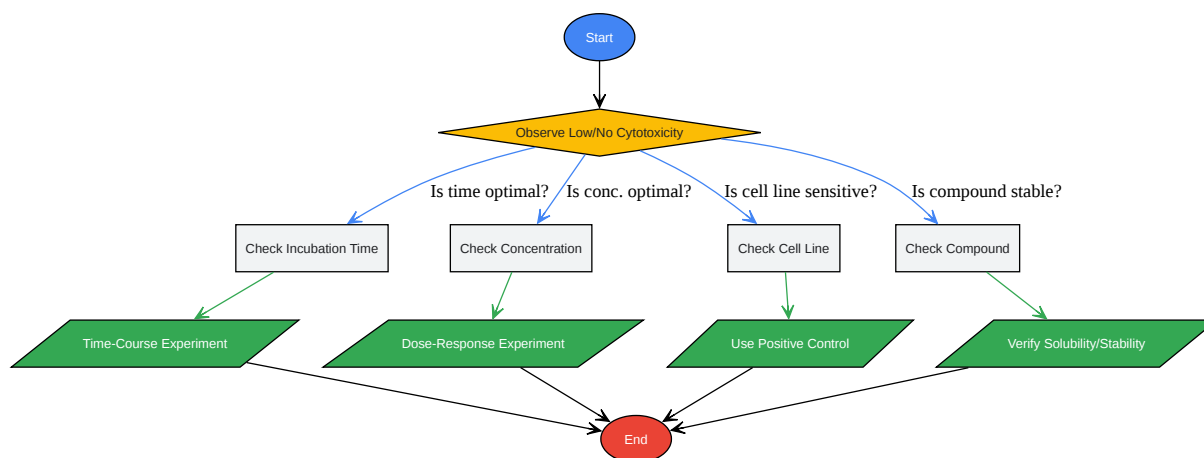 Start
Observe Low/No Cytotoxicity
Is time optimal?
Is conc. optimal?
Is cell line sensitive?
Is compound stable?
Check Incubation Time
Check Concentration
Check Cell Line
Check Compound
Time-Course Experiment
Dose-Response Experiment
Use Positive Control
Verify Solubility/Stability
End